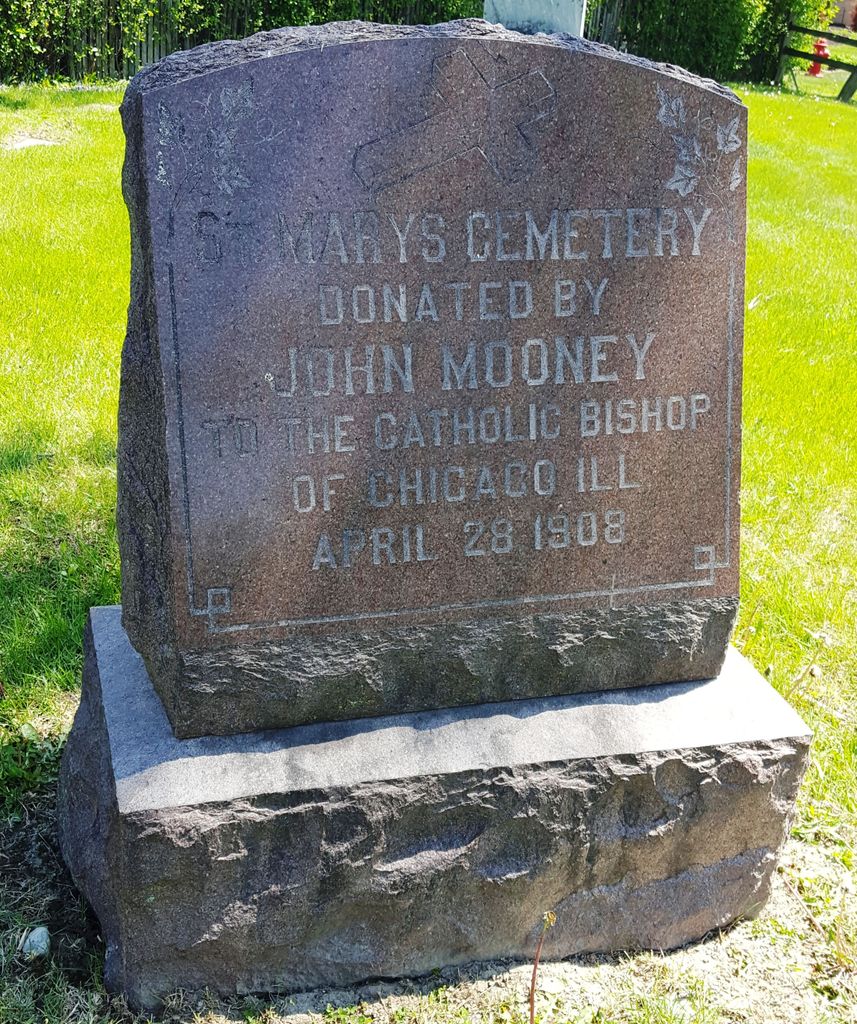 ST. MARYS CEMETERY
DONATED BY
JOHN MOONEY
TO THE CATHOLIC BISHOP
OF CHICAGO ILL
APRIL 28 1908